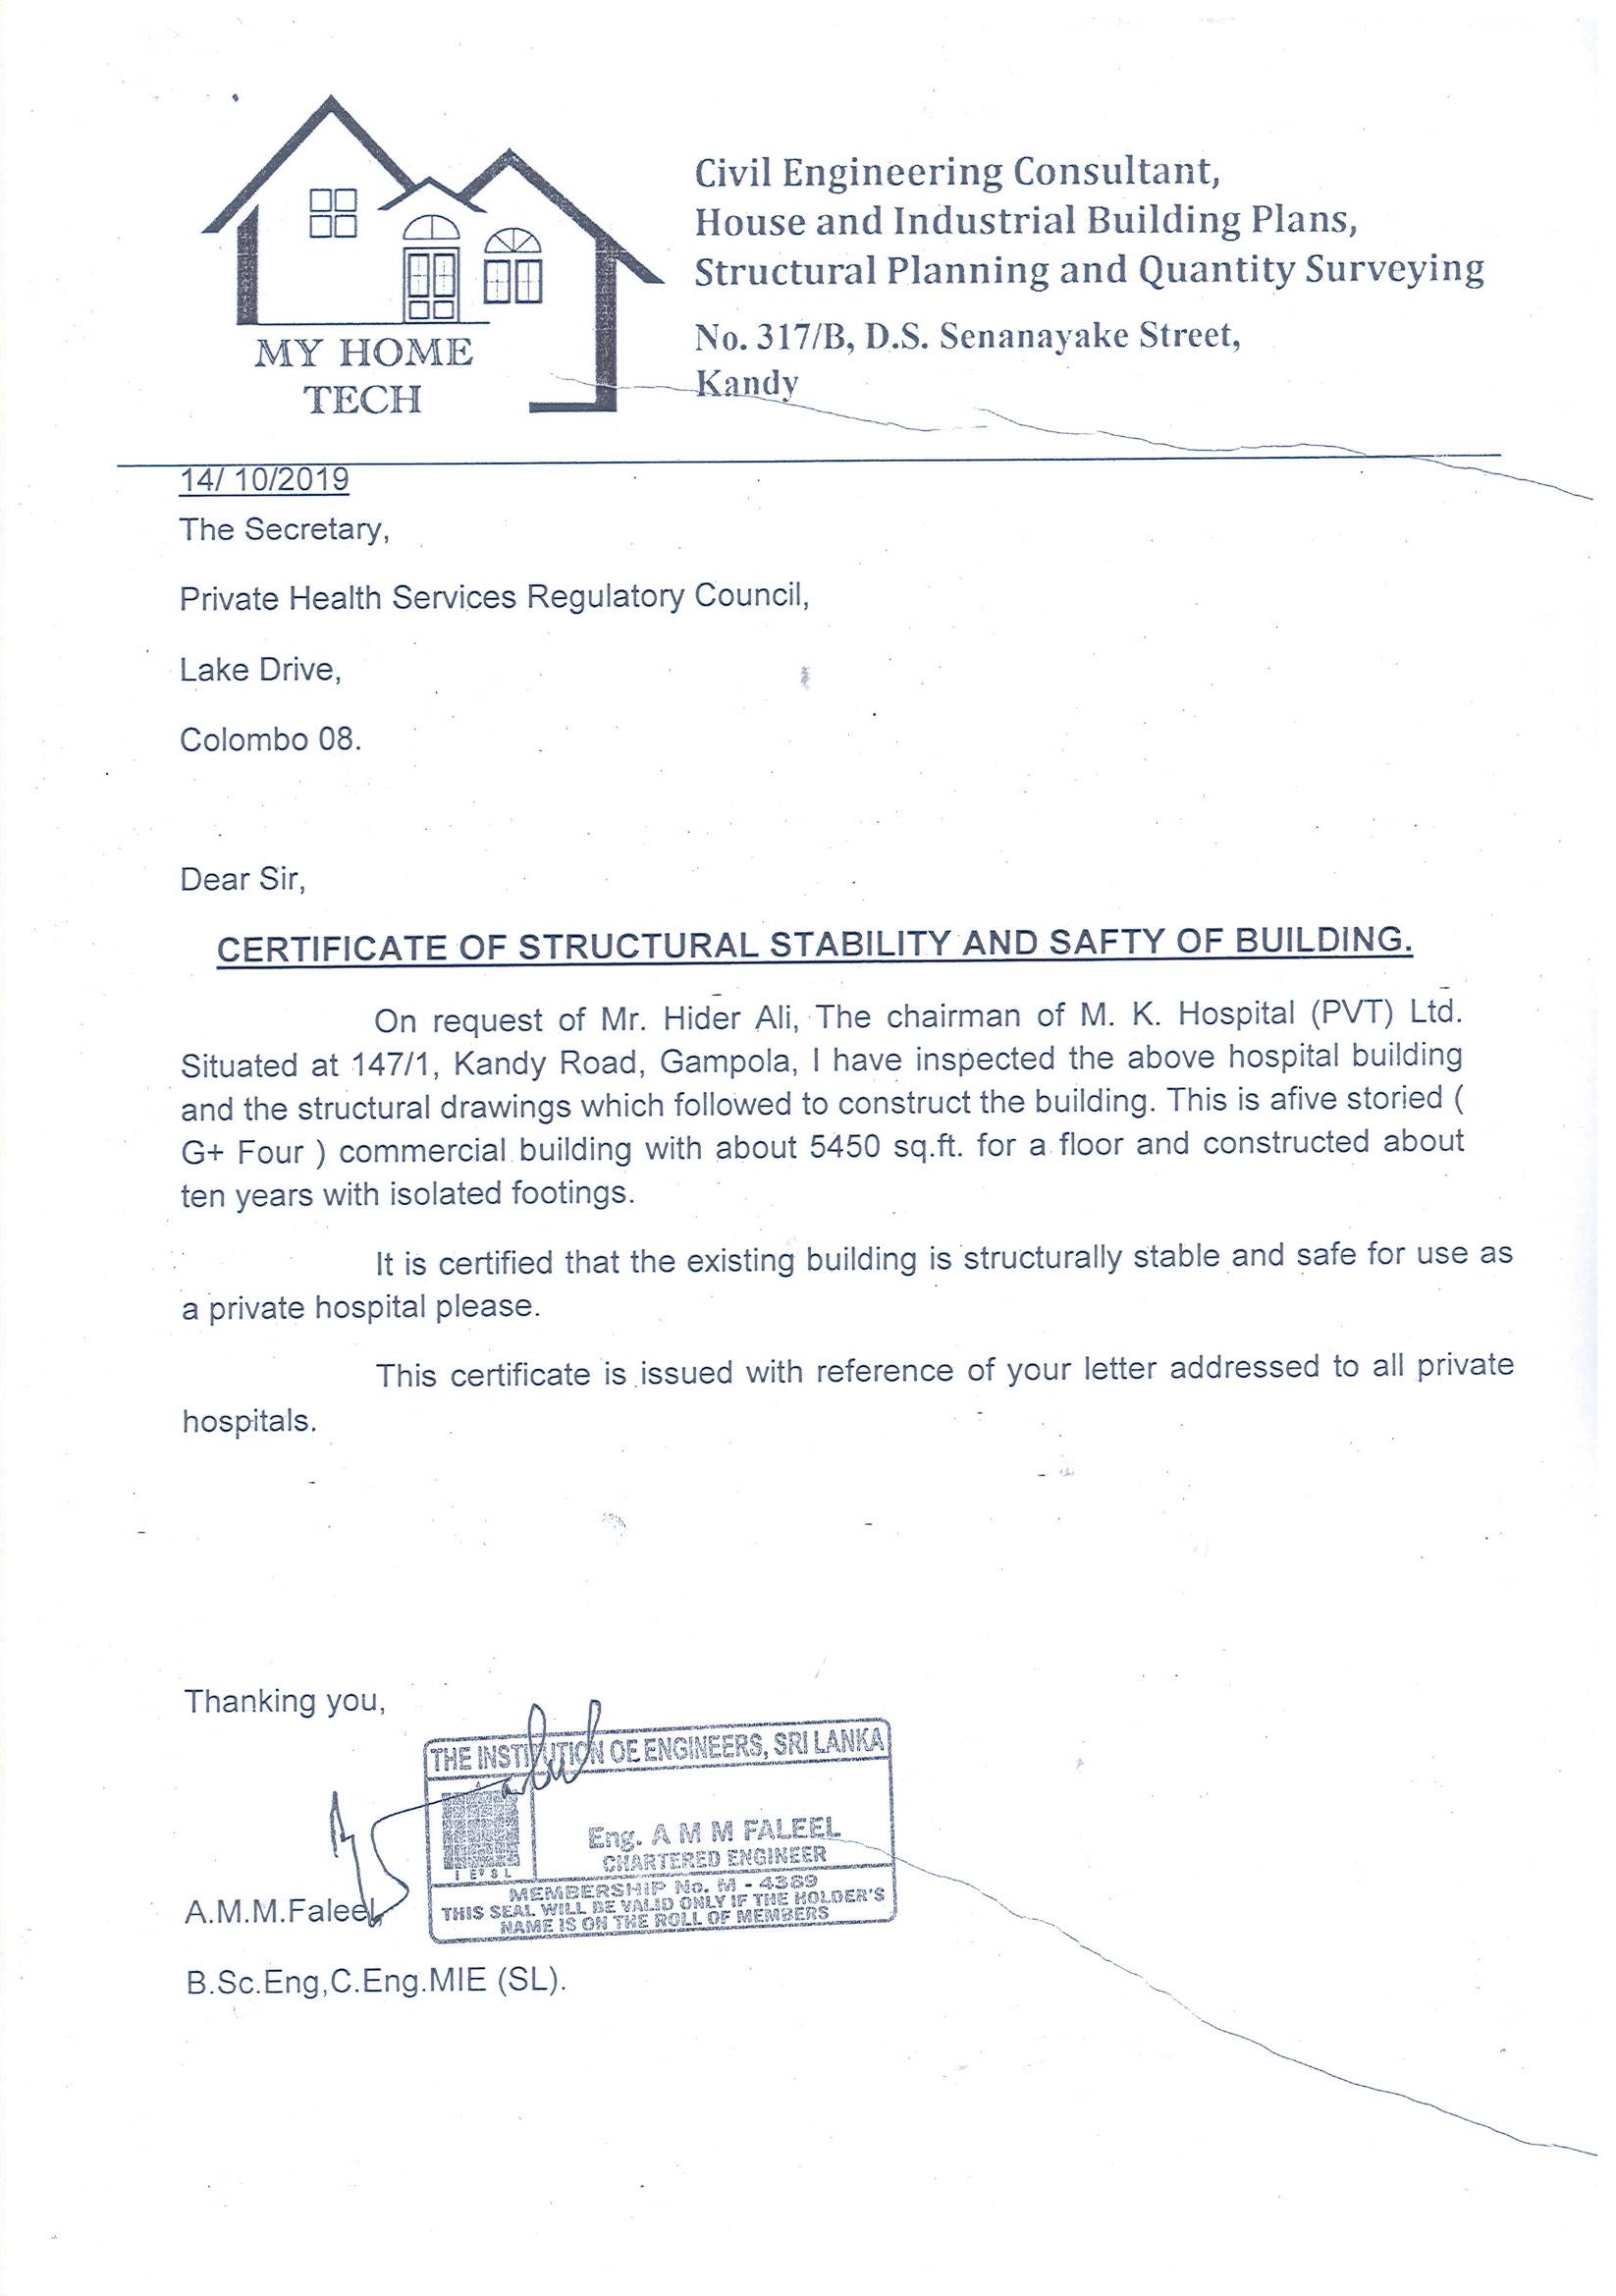 MY HOME
TECH
Civil Engineering Consultant,
House and Industrial Building Plans,
Structural Planning and Quantity Surveying
No. 317/B, D.S. Senanayake Street,
Kandy
14/ 10/2019
The Secretary,
Private Health Services Regulatory Council,
Lake Drive,
Colombo 08.
Dear Sir,
CERTIFICATE OF STRUCTURAL STABILITY AND SAFTY OF BUILDING.
On request of Mr. Hider Ali, The chairman of M. K. Hospital (PVT) Ltd.
Situated at 147/1, Kandy Road, Gampola, I have inspected the above hospital building
and the structural drawings which followed to construct the building. This is afive storied (
G+ Four ) commercial building with about 5450 sq.ft. for a floor and constructed about
ten years with isolated footings.
It is certified that the existing building is structurally stable and safe for use as
a private hospital please.
This certificate is issued with reference of your letter addressed to all private
hospitals.
Thanking you,
THE INSTITUTION OF ENGINEERS, SRI LANKA
I E S L
Eng. A M M FALEEL
CHARTERED ENGINEER
MEMBERSHIP No. M - 4389
THIS SEAL WILL BE VALID ONLY IF THE HOLDER'S
NAME IS ON THE ROLL OF MEMBERS
A.M.M.Faleel
B.Sc.Eng,C.Eng.MIE (SL).